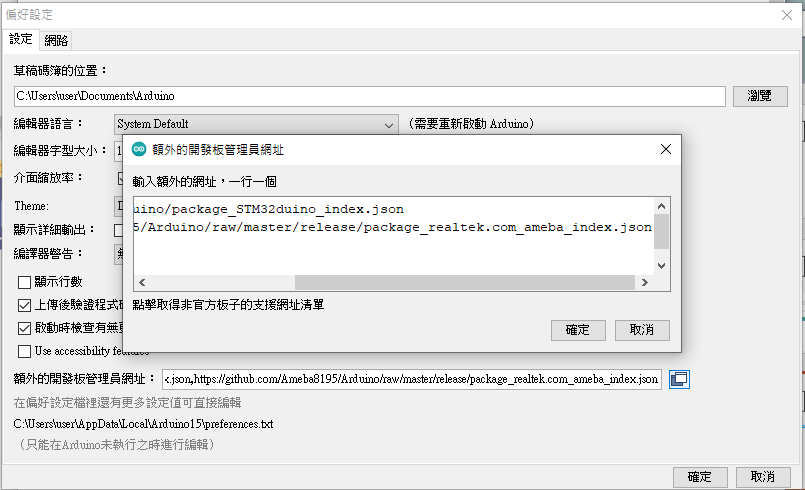 偏好設定
設定 網路
草稿碼簿的位置：
C:\Users\user\Documents\Arduino 瀏覽
編輯器語言： System Default （需要重新啟動 Arduino）
編輯器字型大小： 1
額外的開發板管理員網址
介面縮放率：
輸入額外的網址，一行一個
Theme:
uino/package_STM32duino_index.json
顯示詳細輸出：
5/Arduino/raw/master/release/package_realtek.com_ameba_index.json
編譯器警告：
顯示行數
上傳後驗證程式碼
點擊取得非官方板子的支援網址清單
啟動時檢查有無更
確定 取消
Use accessibility features
額外的開發板管理員網址： .json,https://github.com/Ameba8195/Arduino/raw/master/release/package_realtek.com_ameba_index.json
在偏好設定檔裡還有更多設定值可直接編輯
C:\Users\user\AppData\Local\Arduino15\preferences.txt
（只能在Arduino未執行之時進行編輯）
確定 取消